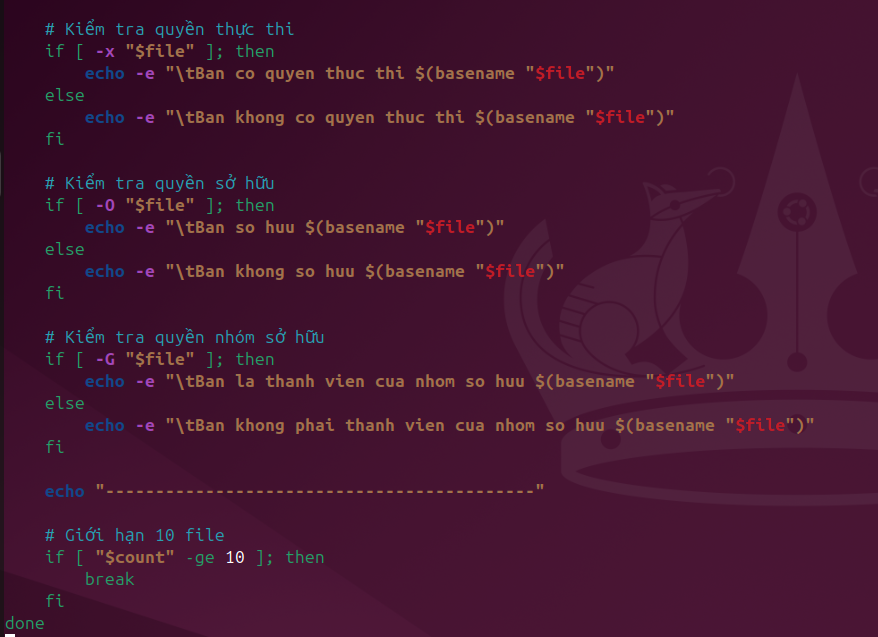 # Kiểm tra quyền thực thi
if [ -x "$file" ]; then
echo -e "\tBan co quyen thuc thi $(basename "$file")"
else
echo -e "\tBan khong co quyen thuc thi $(basename "$file")"
fi
# Kiểm tra quyền sở hữu
if [ -O "$file" ]; then
echo -e "\tBan so huu $(basename "$file")"
else
echo -e "\tBan khong so huu $(basename "$file")"
fi
# Kiểm tra quyền nhóm sở hữu
if [ -G "$file" ]; then
echo -e "\tBan la thanh vien cua nhom so huu $(basename "$file")"
else
echo -e "\tBan khong phai thanh vien cua nhom so huu $(basename "$file")"
fi
echo "-------------------------------------------"
# Giới hạn 10 file
if [ "$count" -ge 10 ]; then
break
fi
done